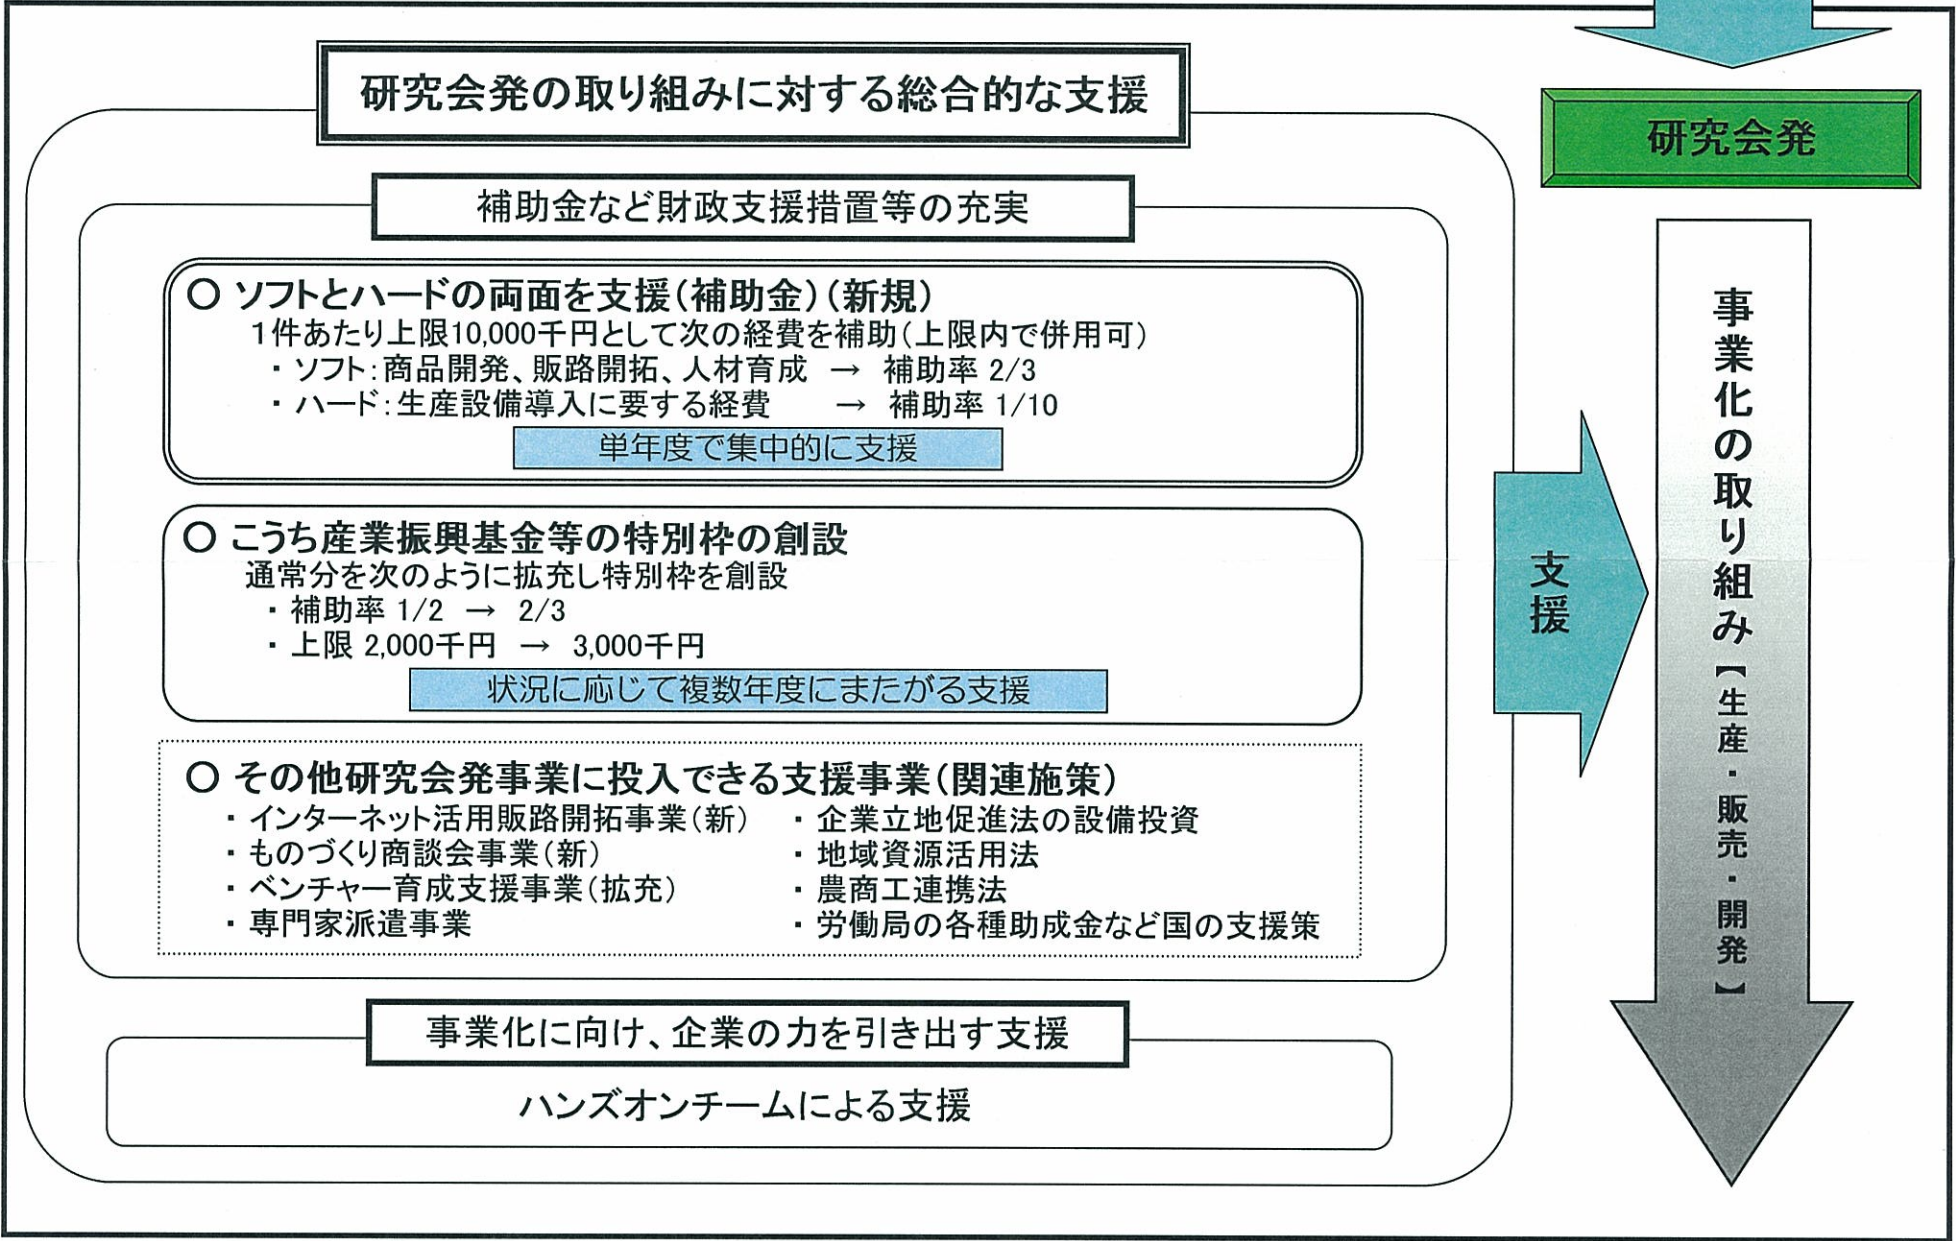 研究会発の取り組みに対する総合的な支援
補助金など財政支援措置等の充実
○ ソフトとハードの両面を支援(補助金)(新規)
1件あたり上限10,000千円として次の経費を補助(上限内で併用可)
・ ソフト:商品開発、販路開拓、人材育成 → 補助率 2/3
・ ハード:生産設備導入に要する経費 → 補助率 1/10
単年度で集中的に支援
○ こうち産業振興基金等の特別枠の創設
通常分を次のように拡充し特別枠を創設
・ 補助率 1/2 → 2/3
・ 上限 2,000千円 → 3,000千円
状況に応じて複数年度にまたがる支援
○ その他研究会発事業に投入できる支援事業(関連施策)
・ インターネット活用販路開拓事業(新)
・ ものづくり商談会事業(新)
・ ベンチャー育成支援事業(拡充)
・ 専門家派遣事業
・ 企業立地促進法の設備投資
・ 地域資源活用法
・ 農商工連携法
・ 労働局の各種助成金など国の支援策
事業化に向け、企業の力を引き出す支援
ハンズオンチームによる支援
支援
研究会発
事業化の取り組み【生産・販売・開発】